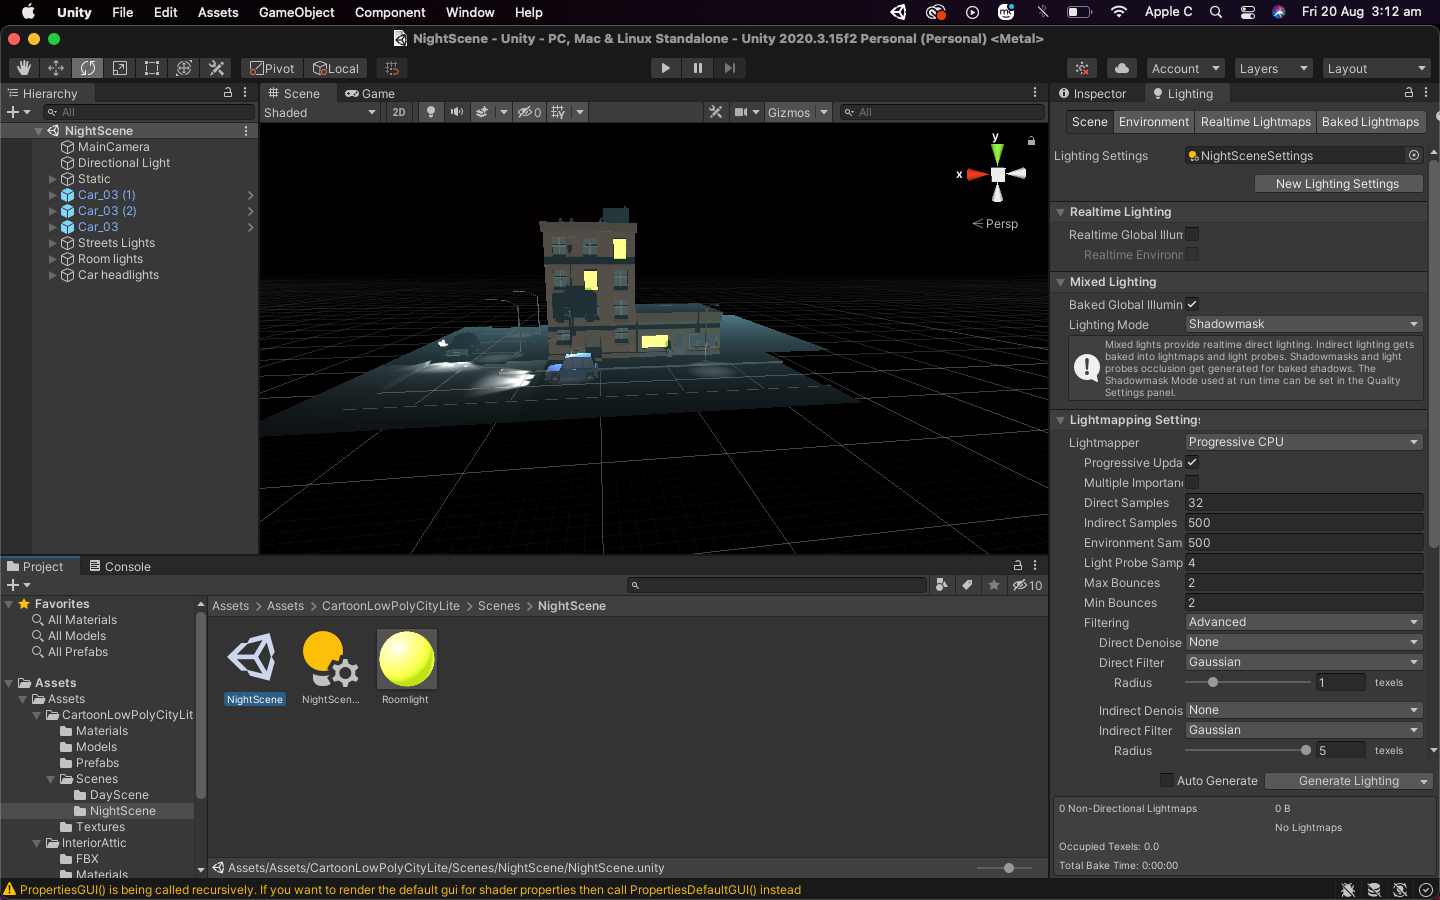 Unity File Edit Assets GameObject Component Window Help Apple C Fri 20 Aug 3:12 am
NightScene - Unity - PC, Mac & Linux Standalone - Unity 2020.3.15f2 Personal (Personal) <Metal>
Pivot Local Account Layers Layout
Hierarchy
All
NightScene
MainCamera
Directional Light
Static
Car_03 (1)
Car_03 (2)
Car_03
Streets Lights
Room lights
Car headlights
Scene Game
Shaded 2D 0 Gizmos All
y
x
Persp
Inspector Lighting
Scene Environment Realtime Lightmaps Baked Lightmaps
Lighting Settings NightSceneSettings
New Lighting Settings
Realtime Lighting
Realtime Global Illum
Realtime Environr
Mixed Lighting
Baked Global Illumin
Lighting Mode Shadowmask
Mixed lights provide realtime direct lighting. Indirect lighting gets
baked into lightmaps and light probes. Shadowmasks and light
probes occlusion get generated for baked shadows. The
Shadowmask Mode used at run time can be set in the Quality
Settings panel.
Lightmapping Settings
Lightmapper Progressive CPU
Progressive Upda
Multiple Importanc
Direct Samples 32
Indirect Samples 500
Environment Sam 500
Light Probe Samp 4
Max Bounces 2
Min Bounces 2
Filtering Advanced
Direct Denoise None
Direct Filter Gaussian
Radius 1 texels
Indirect Denois None
Indirect Filter Gaussian
Radius 5 texels
Auto Generate Generate Lighting
0 Non-Directional Lightmaps 0 B
No Lightmaps
Occupied Texels: 0.0
Total Bake Time: 0:00:00
Project Console
10
Favorites
All Materials
All Models
All Prefabs
Assets
Assets
CartoonLowPolyCityLit
Materials
Models
Prefabs
Scenes
DayScene
NightScene
Textures
InteriorAttic
FBX
Materials
Assets > Assets > CartoonLowPolyCityLite > Scenes > NightScene
NightScene NightScen... Roomlight
Assets/Assets/CartoonLowPolyCityLite/Scenes/NightScene/NightScene.unity
PropertiesGUI() is being called recursively. If you want to render the default gui for shader properties then call PropertiesDefaultGUI() instead